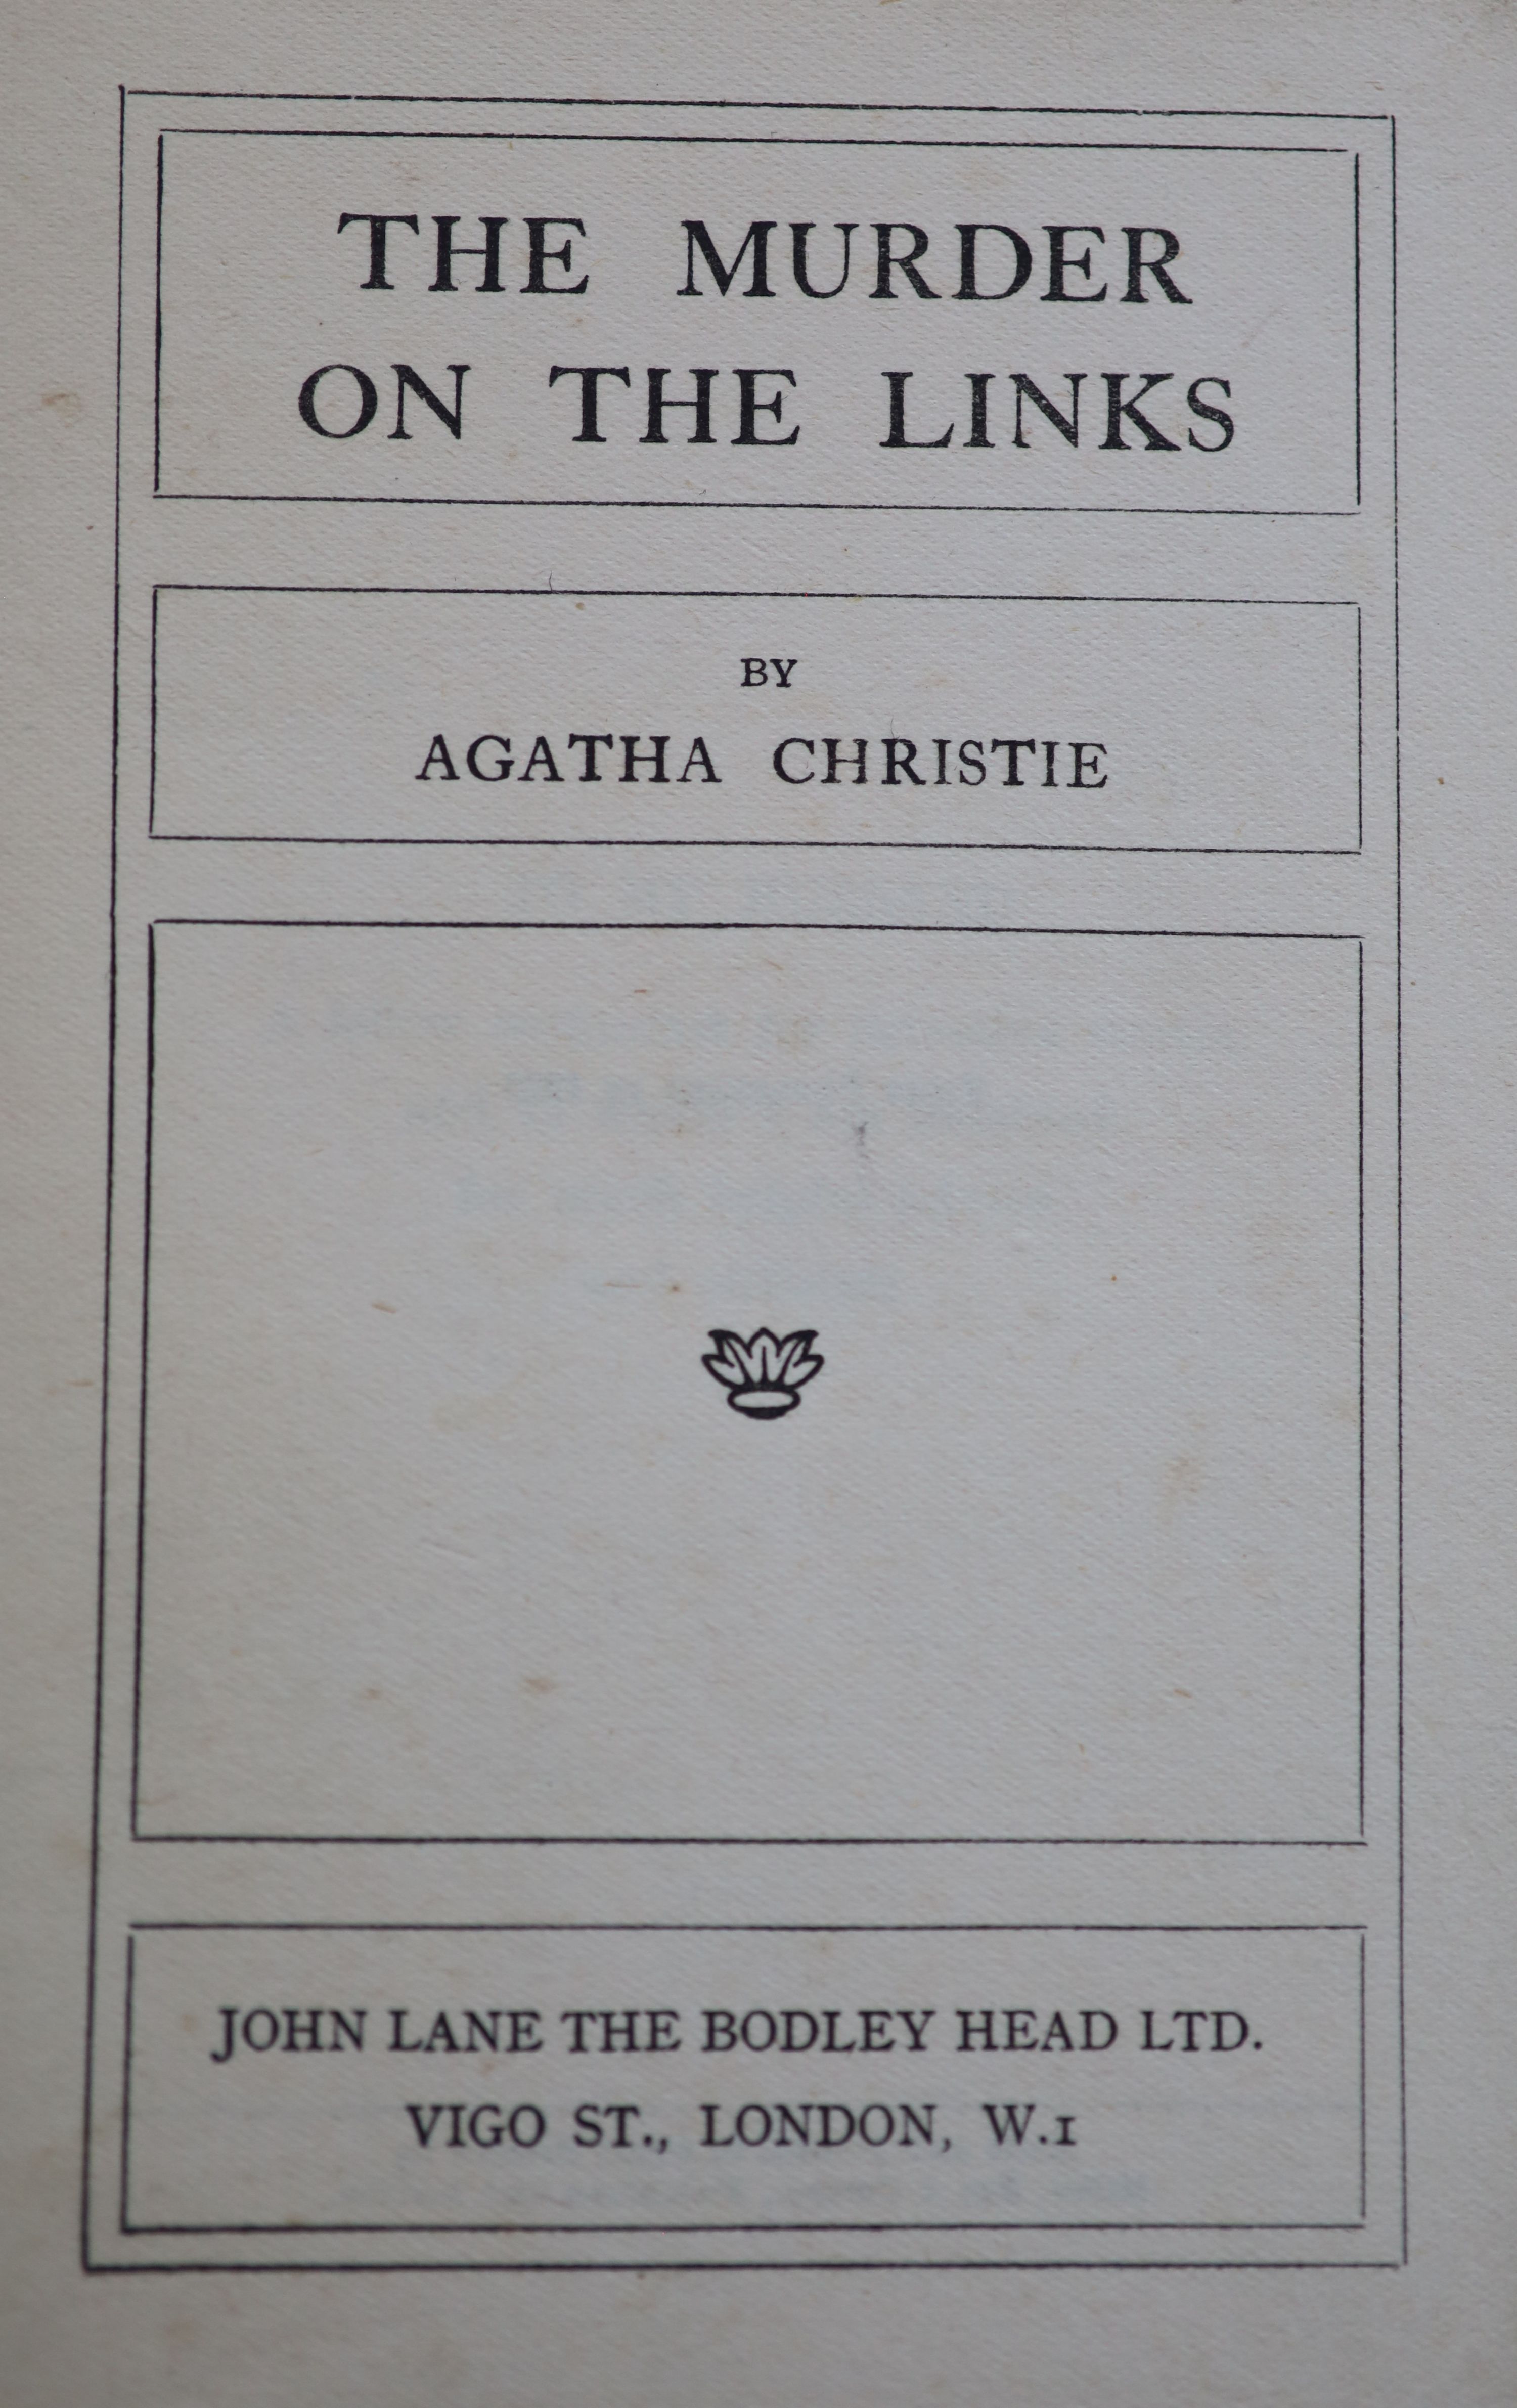 THE MURDER
ON THE LINKS
BY
AGATHA CHRISTIE
JOHN LANE THE BODLEY HEAD LTD.
VIGO ST., LONDON, W.1